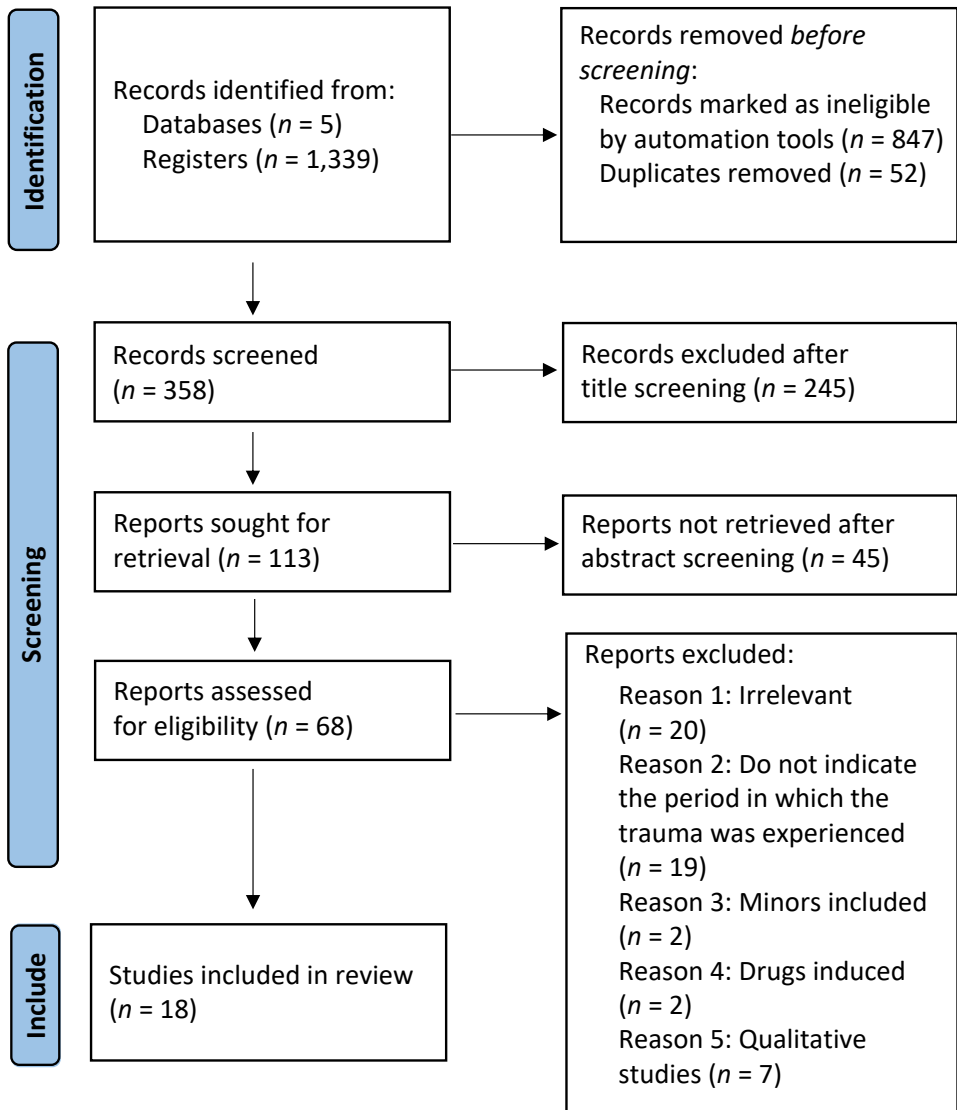 Identification
Records identified from:
Databases (n = 5)
Registers (n = 1,339)
Records removed before
screening:
Records marked as ineligible
by automation tools (n = 847)
Duplicates removed (n = 52)
Screening
Records screened
(n = 358)
Records excluded after
title screening (n = 245)
Reports sought for
retrieval (n = 113)
Reports not retrieved after
abstract screening (n = 45)
Reports assessed
for eligibility (n = 68)
Reports excluded:
Reason 1: Irrelevant
(n = 20)
Reason 2: Do not indicate
the period in which the
trauma was experienced
(n = 19)
Reason 3: Minors included
(n = 2)
Reason 4: Drugs induced
(n = 2)
Reason 5: Qualitative
studies (n = 7)
Include
Studies included in review
(n = 18)